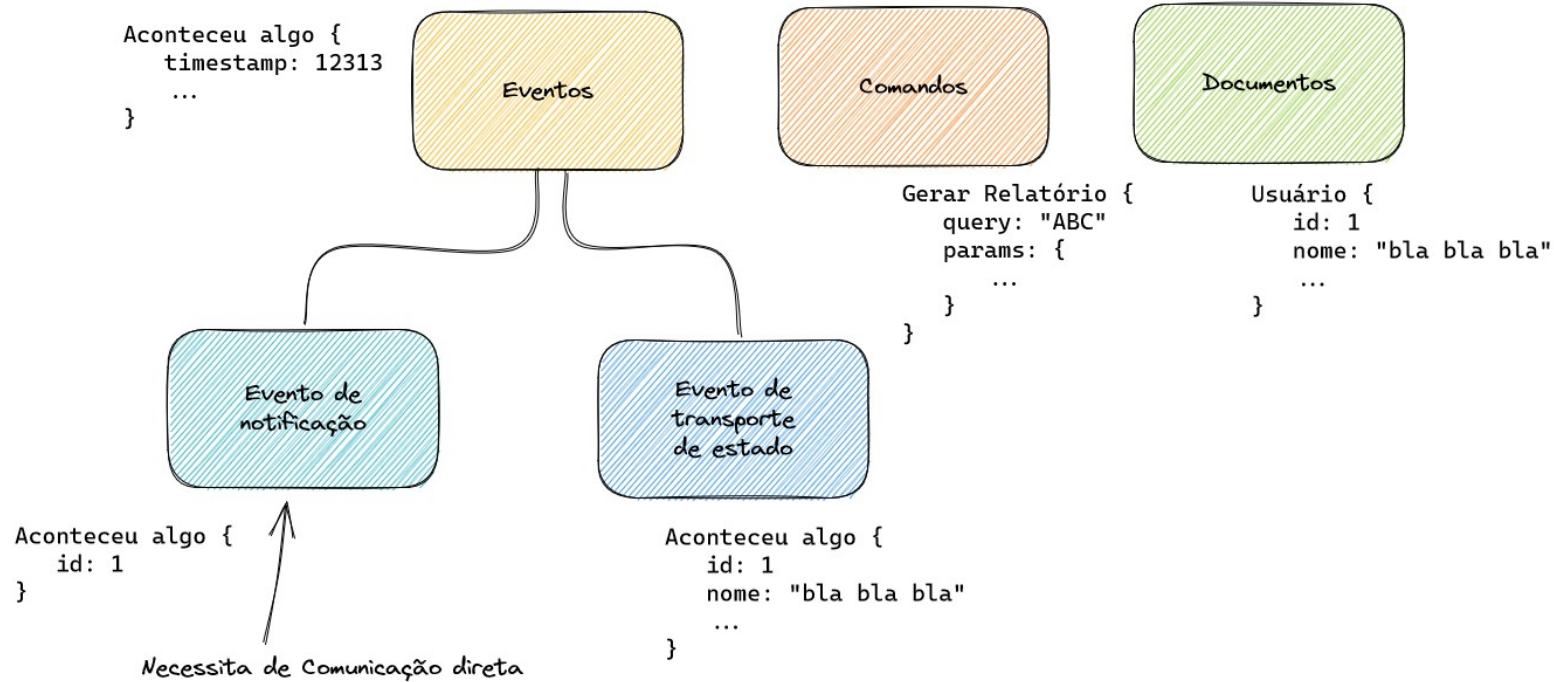 Aconteceu algo {
timestamp: 12313
...
}
Eventos
Comandos
Documentos
Gerar Relatório {
query: "ABC"
params: {
...
}
}
Usuário {
id: 1
nome: "bla bla bla"
...
}
Evento de
notificação
Evento de
transporte
de estado
Aconteceu algo {
id: 1
}
Necessita de Comunicação direta
Aconteceu algo {
id: 1
nome: "bla bla bla"
...
}